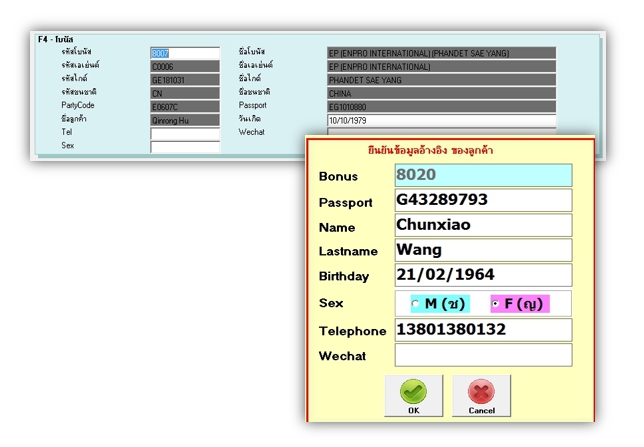 F4 - โบนัส
รหัสโบนัส 8007 ชื่อโบนัส EP (ENPRO INTERNATIONAL) (PHANDET SAE YANG)
รหัสเอเย่นต์ C0006 ชื่อเอเย่นต์ EP (ENPRO INTERNATIONAL)
รหัสไกด์ GE181031 ชื่อไกด์ PHANDET SAE YANG
รหัสชนชาติ CN ชื่อชนชาติ CHINA
PartyCode E0607C Passport EG1010880
ชื่อลูกค้า Qinrong Hu วันเกิด 10/10/1979
Tel Wechat
Sex
ยืนยันข้อมูลอ้างอิง ของลูกค้า
Bonus 8020
Passport G43289793
Name Chunxiao
Lastname Wang
Birthday 21/02/1964
Sex M (ช) F (ญ)
Telephone 13801380132
Wechat
OK Cancel